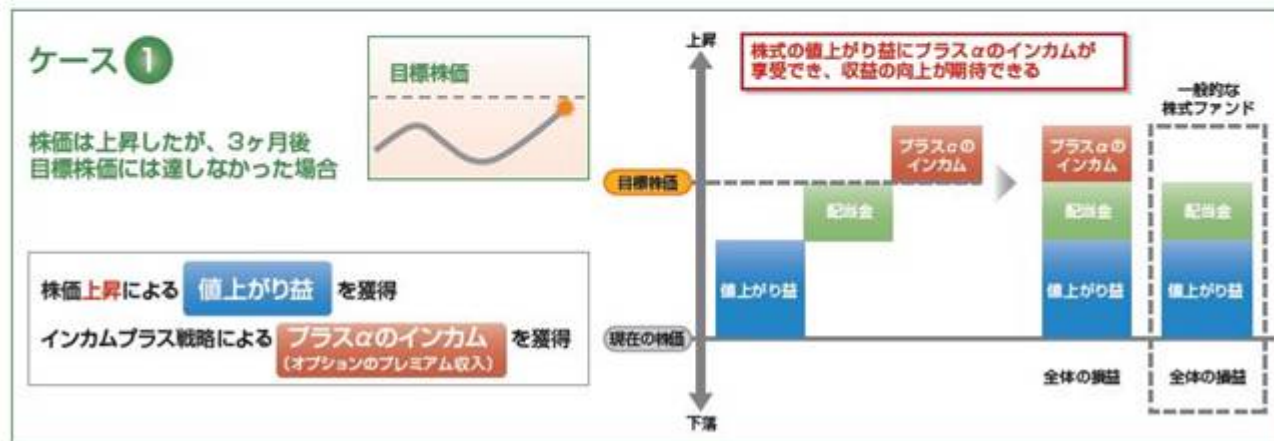 ケース 1
目標株価
株価は上昇したが、3ヶ月後
目標株価には達しなかった場合
株価上昇による 値上がり益 を獲得
インカムプラス戦略による プラスαのインカム を獲得
(オプションのプレミアム収入)
上昇
株式の値上がり益にプラスαのインカムが
享受でき、収益の向上が期待できる
一般的な
株式ファンド
プラスαの
インカム
プラスαの
インカム
目標株価
配当金
配当金
配当金
値上がり益
値上がり益
値上がり益
現在の株価
全体の損益
全体の損益
下落